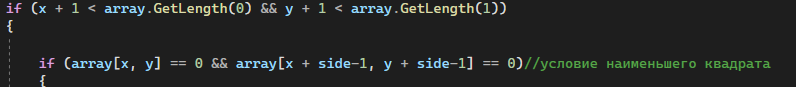 if (x + 1 < array.GetLength(0) && y + 1 < array.GetLength(1))
{
if (array[x, y] == 0 && array[x + side-1, y + side-1] == 0)//условие наименьшего квадрата
{